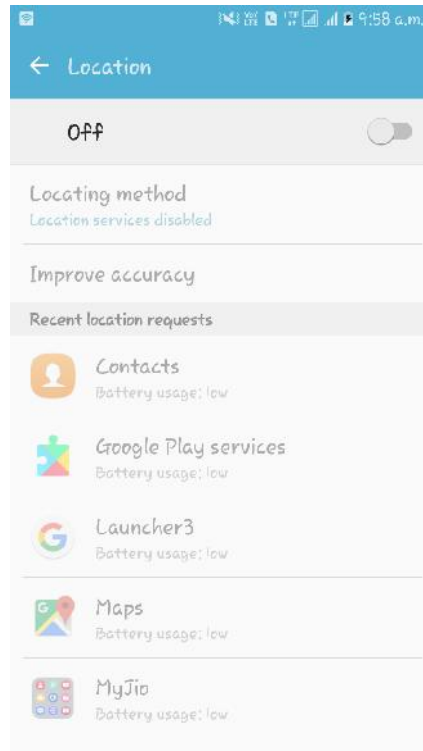 9:58 a.m.
Location
Off
Locating method
Location services disabled
Improve accuracy
Recent location requests
Contacts
Battery usage: low
Google Play services
Battery usage: low
Launcher3
Battery usage: low
Maps
Battery usage: low
MyJio
Battery usage: low